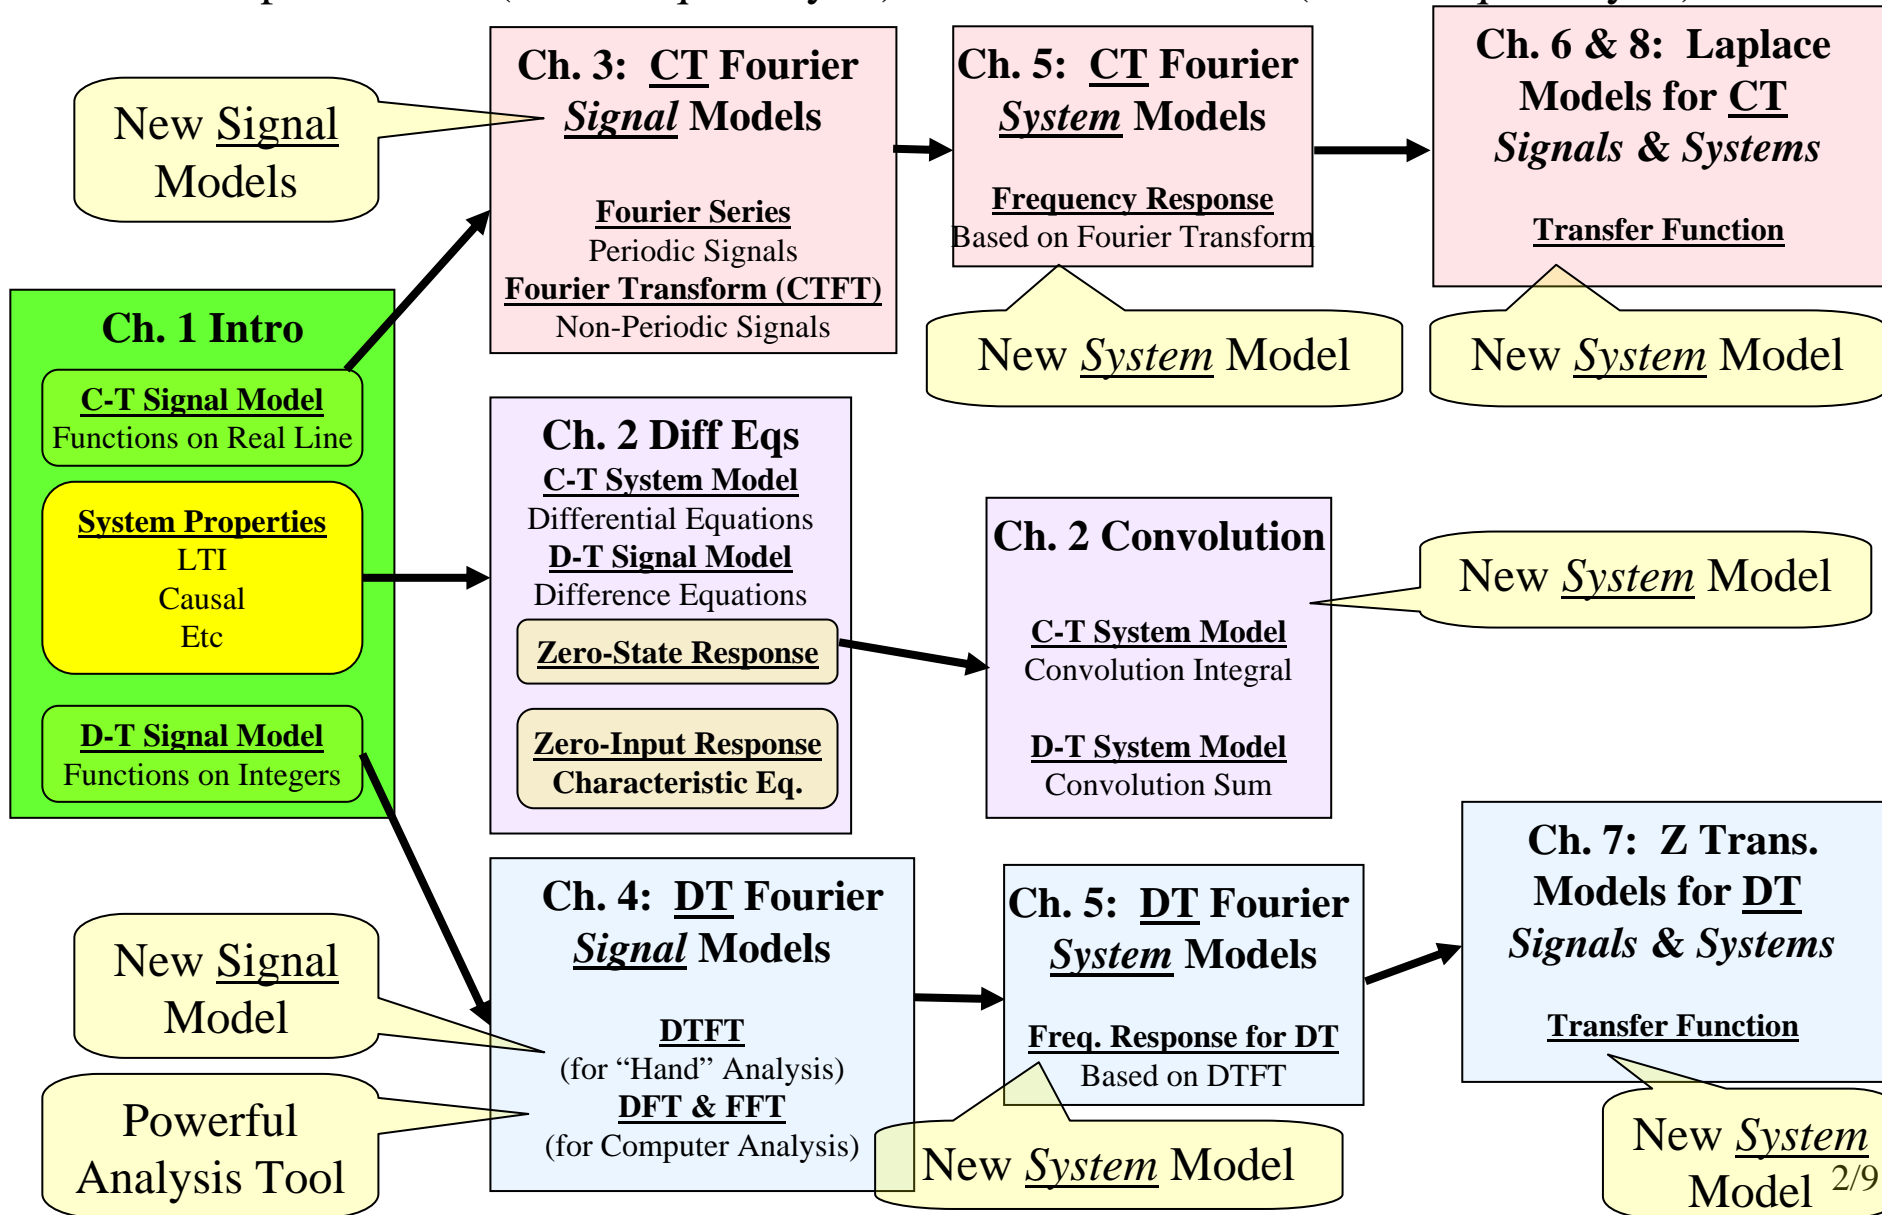 Ch. 3: CT Fourier
Signal Models
Fourier Series
Periodic Signals
Fourier Transform (CTFT)
Non-Periodic Signals
New Signal
Models
Ch. 5: CT Fourier
System Models
Frequency Response
Based on Fourier Transform
New System Model
Ch. 6 & 8: Laplace
Models for CT
Signals & Systems
Transfer Function
New System Model
Ch. 1 Intro
C-T Signal Model
Functions on Real Line
System Properties
LTI
Causal
Etc
D-T Signal Model
Functions on Integers
Ch. 2 Diff Eqs
C-T System Model
Differential Equations
D-T Signal Model
Difference Equations
Zero-State Response
Zero-Input Response
Characteristic Eq.
Ch. 2 Convolution
C-T System Model
Convolution Integral
D-T System Model
Convolution Sum
New System Model
Ch. 4: DT Fourier
Signal Models
DTFT
(for “Hand” Analysis)
DFT & FFT
(for Computer Analysis)
New Signal
Model
Powerful
Analysis Tool
Ch. 5: DT Fourier
System Models
Freq. Response for DT
Based on DTFT
New System Model
Ch. 7: Z Trans.
Models for DT
Signals & Systems
Transfer Function
New System
Model
2/9